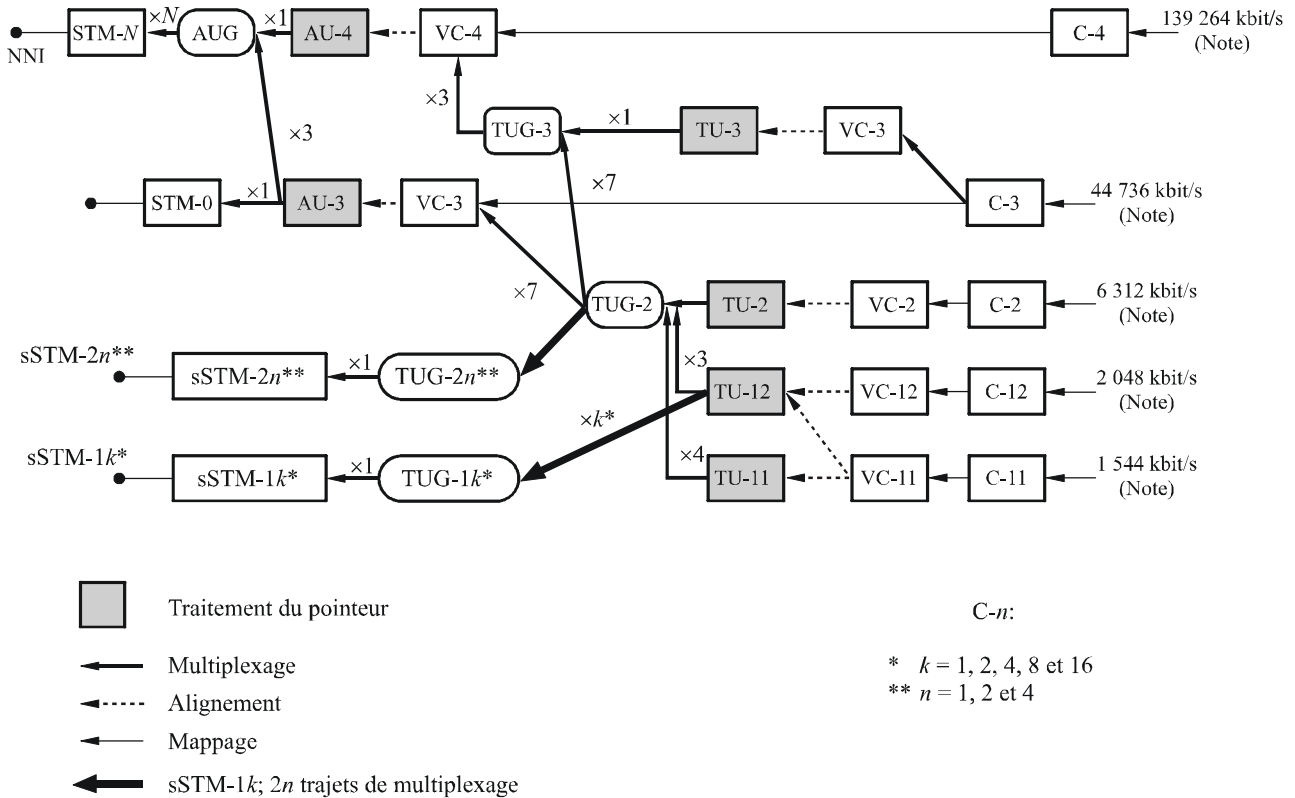 STM-N ×N AUG ×1 AU-4 VC-4 C-4 139 264 kbit/s
(Note)
NNI
×3
TUG-3 ×1 TU-3 VC-3
×3
×7
STM-0 ×1 AU-3 VC-3 C-3 44 736 kbit/s
(Note)
×7
TUG-2 TU-2 VC-2 C-2 6 312 kbit/s
(Note)
sSTM-2n**
sSTM-2n** ×1 TUG-2n**
×3
TU-12 VC-12 C-12 2 048 kbit/s
(Note)
×k*
sSTM-1k*
sSTM-1k* ×1 TUG-1k*
×4
TU-11 VC-11 C-11 1 544 kbit/s
(Note)
Traitement du pointeur
Multiplexage
Alignement
Mappage
sSTM-1k; 2n trajets de multiplexage
C-n:
* k = 1, 2, 4, 8 et 16
** n = 1, 2 et 4